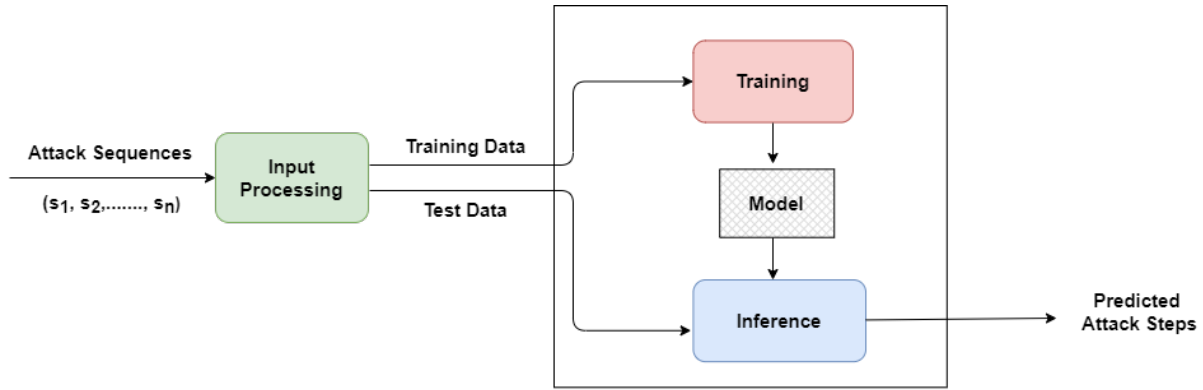 Attack Sequences
(s1, s2,......., sn)
Input
Processing
Training Data
Test Data
Training
Model
Inference
Predicted
Attack Steps